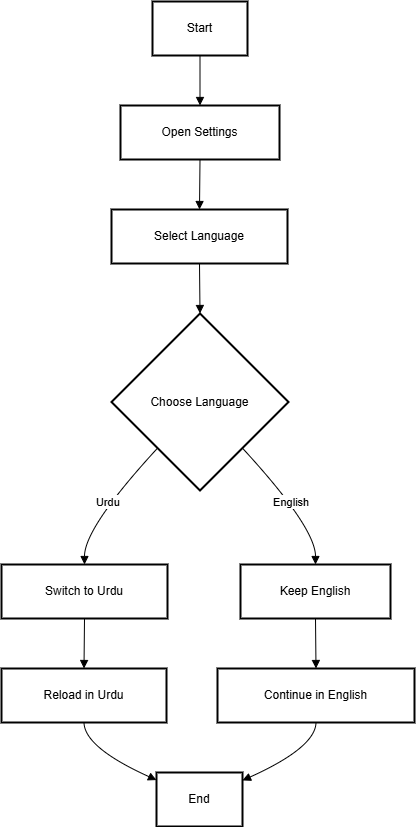 Start
Open Settings
Select Language
Choose Language
Urdu
English
Switch to Urdu
Keep English
Reload in Urdu
Continue in English
End